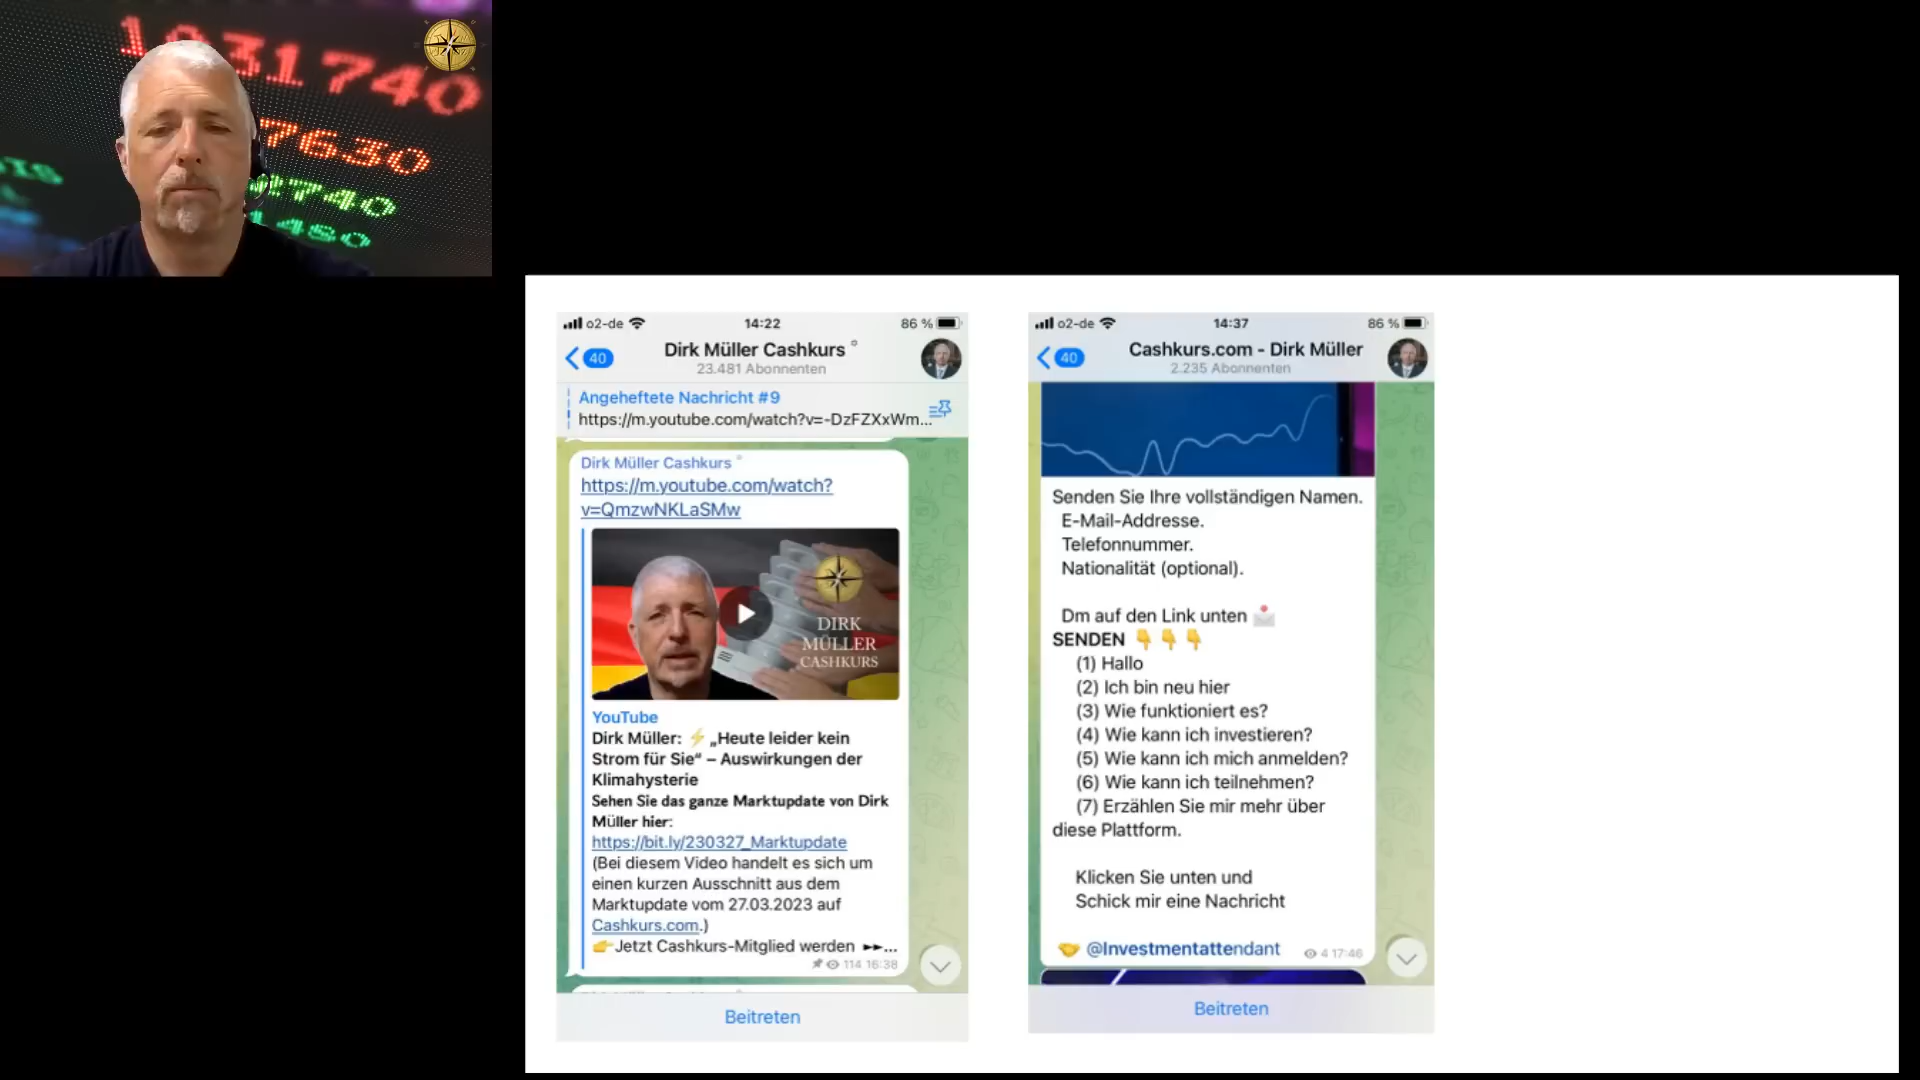 1031740
7630
740
1480
o2-de
14:22
86 %
40
Dirk Müller Cashkurs
23.481 Abonnenten
Angeheftete Nachricht #9
https://m.youtube.com/watch?v=-DzFZXxWm...
Dirk Müller Cashkurs
https://m.youtube.com/watch?
v=QmzwNKLaSMw
DIRK
MÜLLER
CASHKURS
YouTube
Dirk Müller: ⚡ „Heute leider kein
Strom für Sie“ – Auswirkungen der
Klimahysterie
Sehen Sie das ganze Marktupdate von Dirk
Müller hier:
https://bit.ly/230327_Marktupdate
(Bei diesem Video handelt es sich um
einen kurzen Ausschnitt aus dem
Marktupdate vom 27.03.2023 auf
Cashkurs.com.)
👉Jetzt Cashkurs-Mitglied werden ►►...
114 16:38
Beitreten
o2-de
14:37
86 %
40
Cashkurs.com - Dirk Müller
2.235 Abonnenten
Senden Sie Ihre vollständigen Namen.
E-Mail-Addresse.
Telefonnummer.
Nationalität (optional).
Dm auf den Link unten 📩
SENDEN 👇👇👇
(1) Hallo
(2) Ich bin neu hier
(3) Wie funktioniert es?
(4) Wie kann ich investieren?
(5) Wie kann ich mich anmelden?
(6) Wie kann ich teilnehmen?
(7) Erzählen Sie mir mehr über
diese Plattform.
Klicken Sie unten und
Schick mir eine Nachricht
🤝 @Investmentattendant
4 17:46
Beitreten